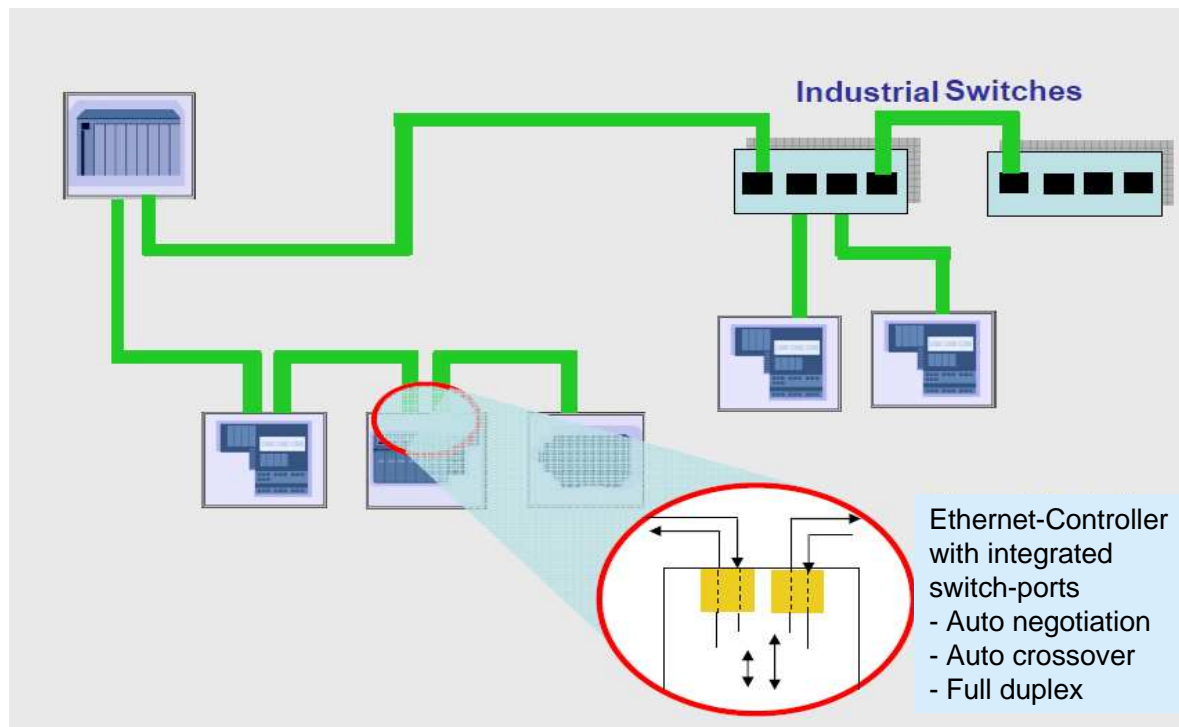 Industrial Switches
Ethernet-Controller
with integrated
switch-ports
- Auto negotiation
- Auto crossover
- Full duplex